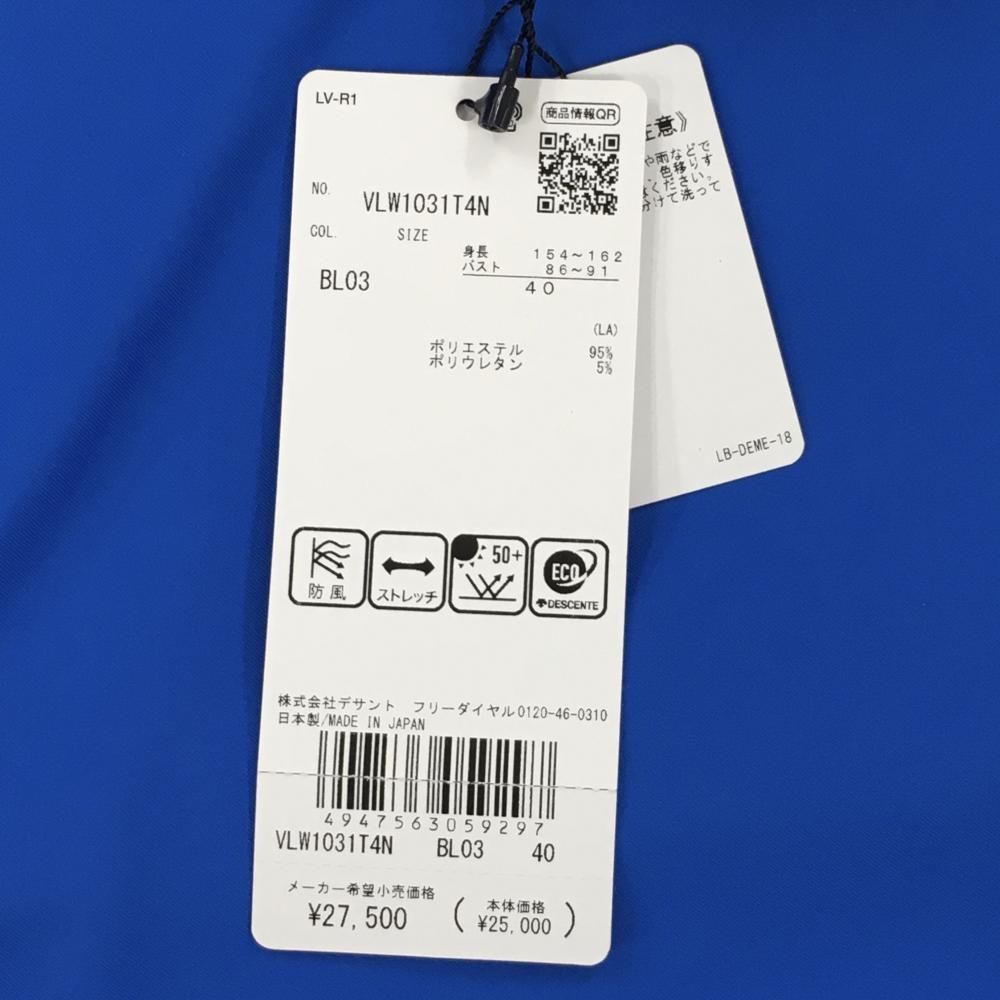 LV-R1
商品情報QR
NO. VLW1031T4N
COL. SIZE
身長 154～162
バスト 86～91
BL03 40
(LA)
ポリエステル 95%
ポリウレタン 5%
防風
ストレッチ
50+
ECO
DESCENTE
株式会社デサント フリーダイヤル0120-46-0310
日本製/MADE IN JAPAN
4947563059297
VLW1031T4N BL03 40
メーカー希望小売価格
¥27,500
(本体価格
¥25,000)
意》
や雨などで
色移りす
ください。
分けて洗って
LB-DEME-18